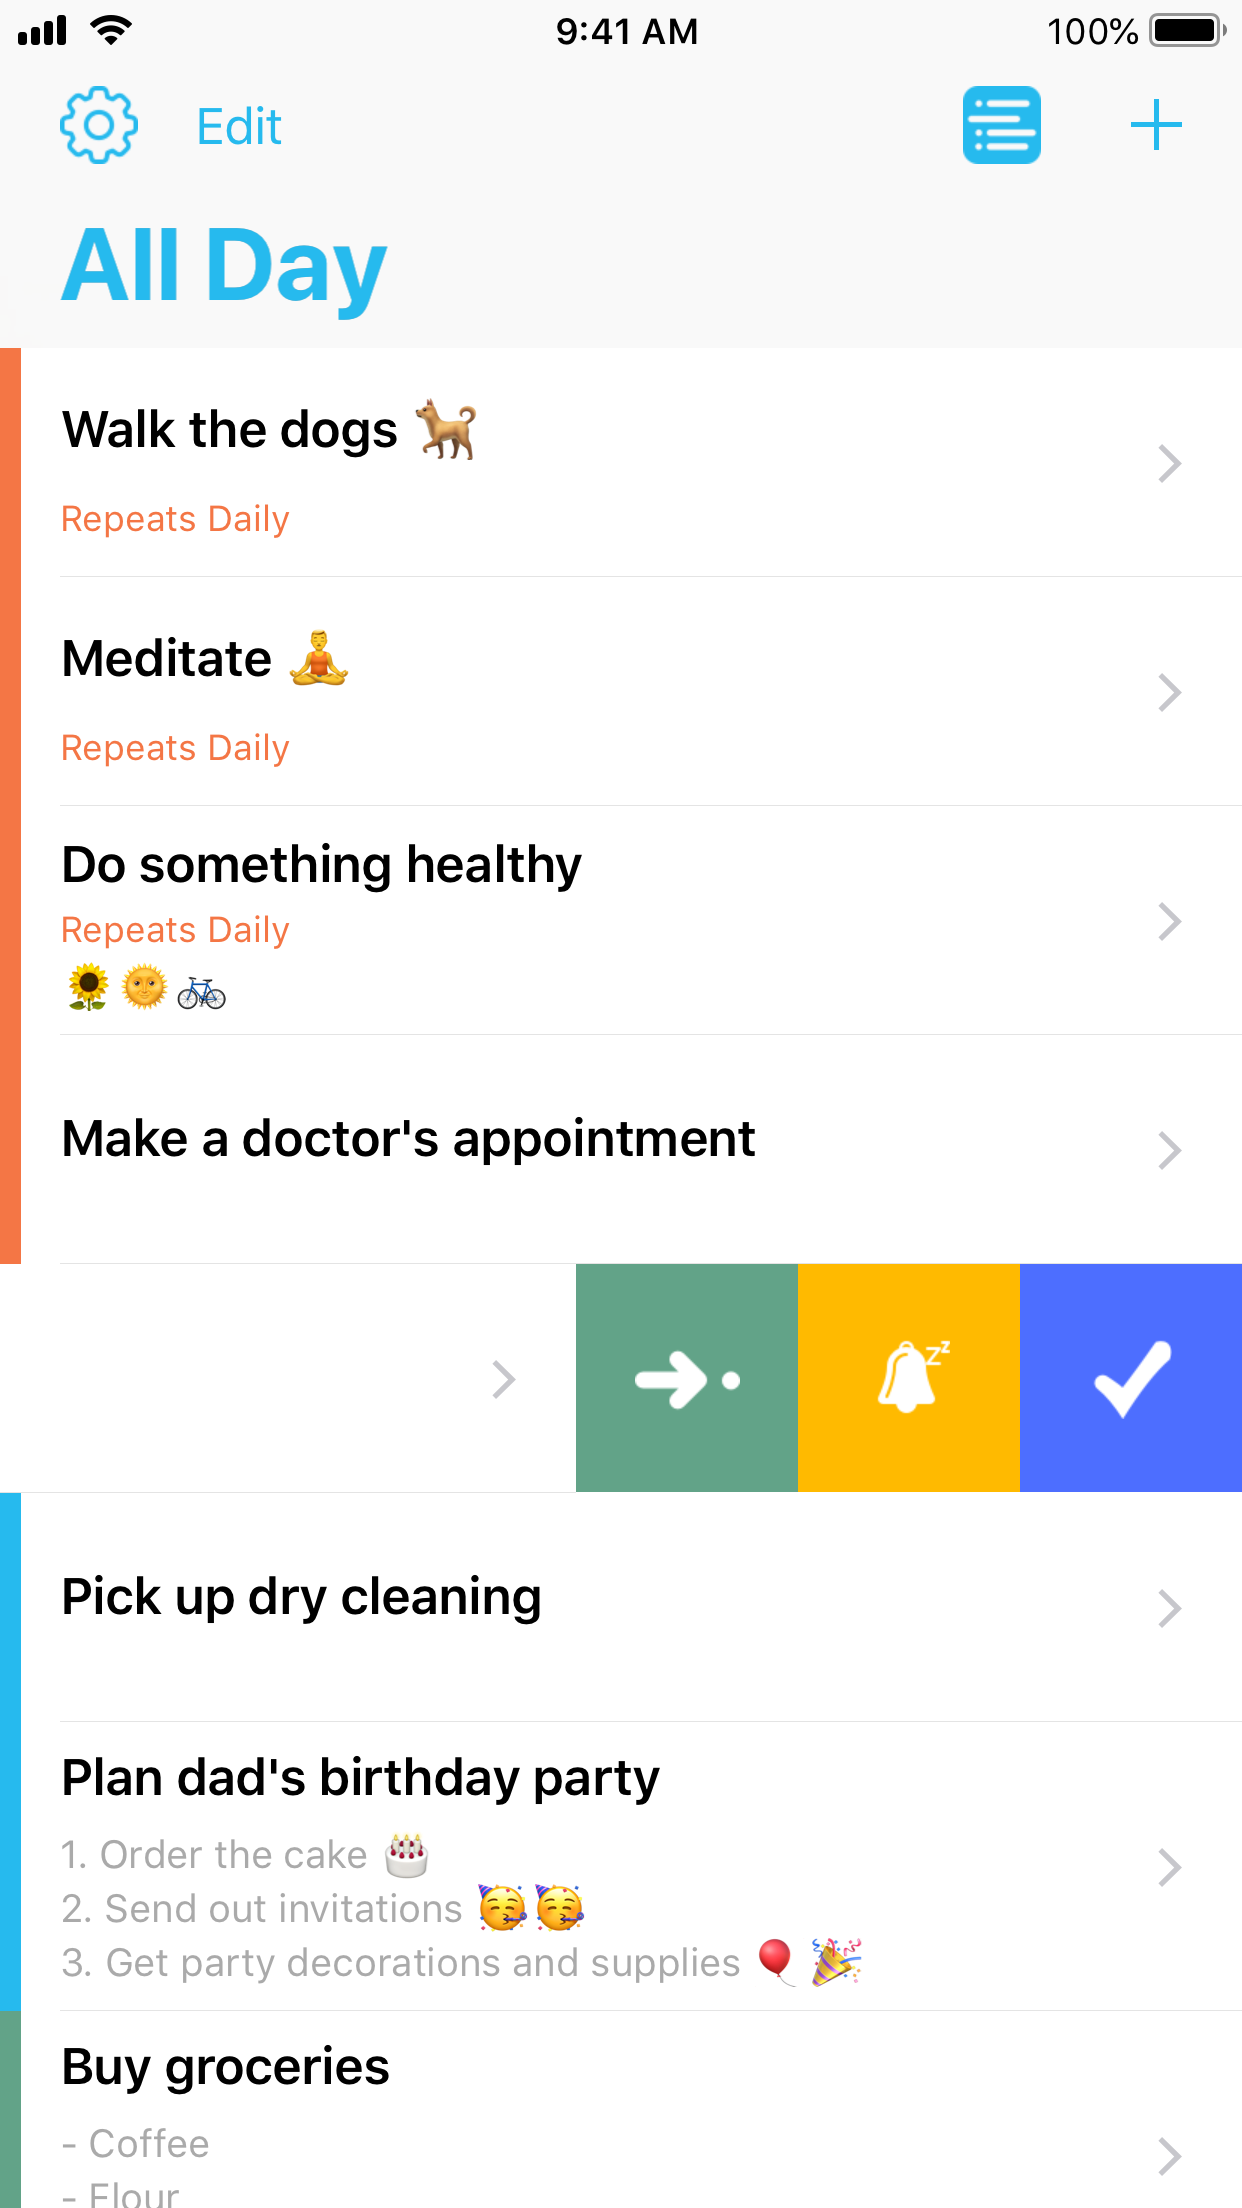 9:41 AM
100%
Edit
All Day
Walk the dogs 🐕
Repeats Daily
Meditate 🧘
Repeats Daily
Do something healthy
Repeats Daily
🌻🌞🚲
Make a doctor's appointment
zz
Pick up dry cleaning
Plan dad's birthday party
1. Order the cake 🎂
2. Send out invitations 🥳🥳
3. Get party decorations and supplies 🎈🎉
Buy groceries
- Coffee
- Flour